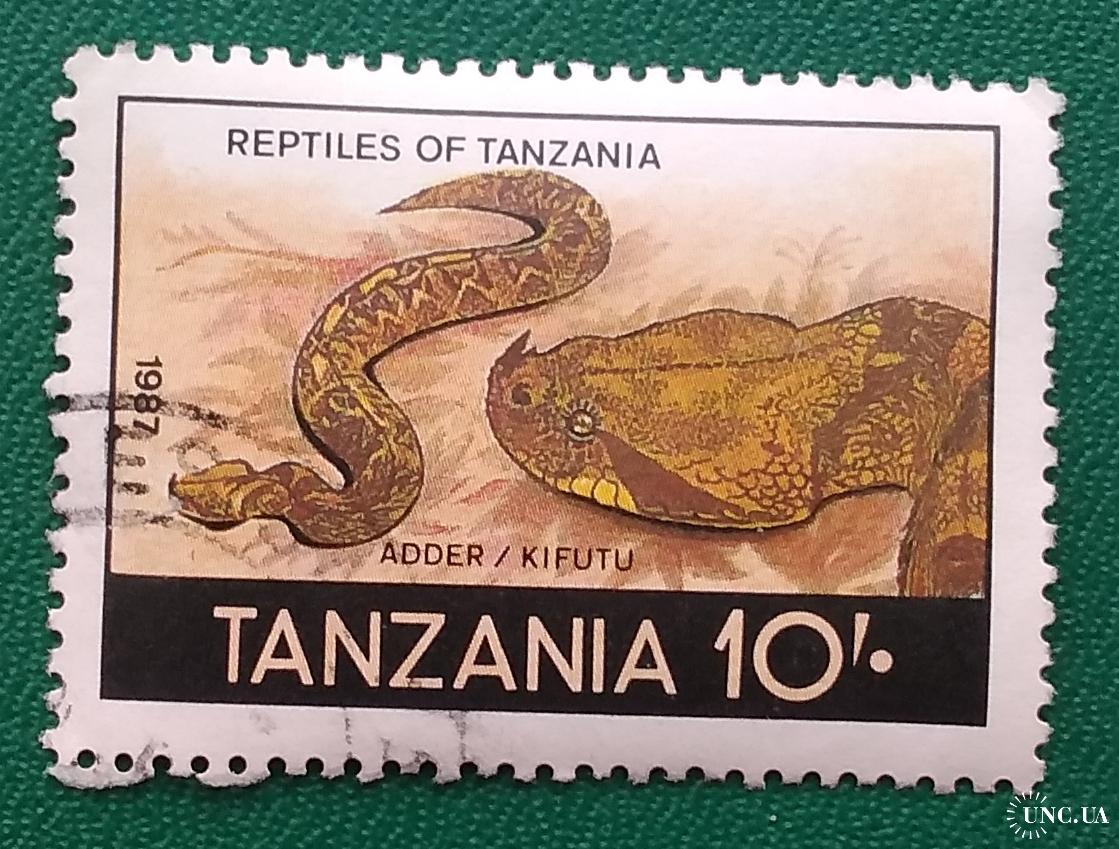 REPTILES OF TANZANIA
1987
ADDER / KIFUTU
TANZANIA 10/.
UNC.UA